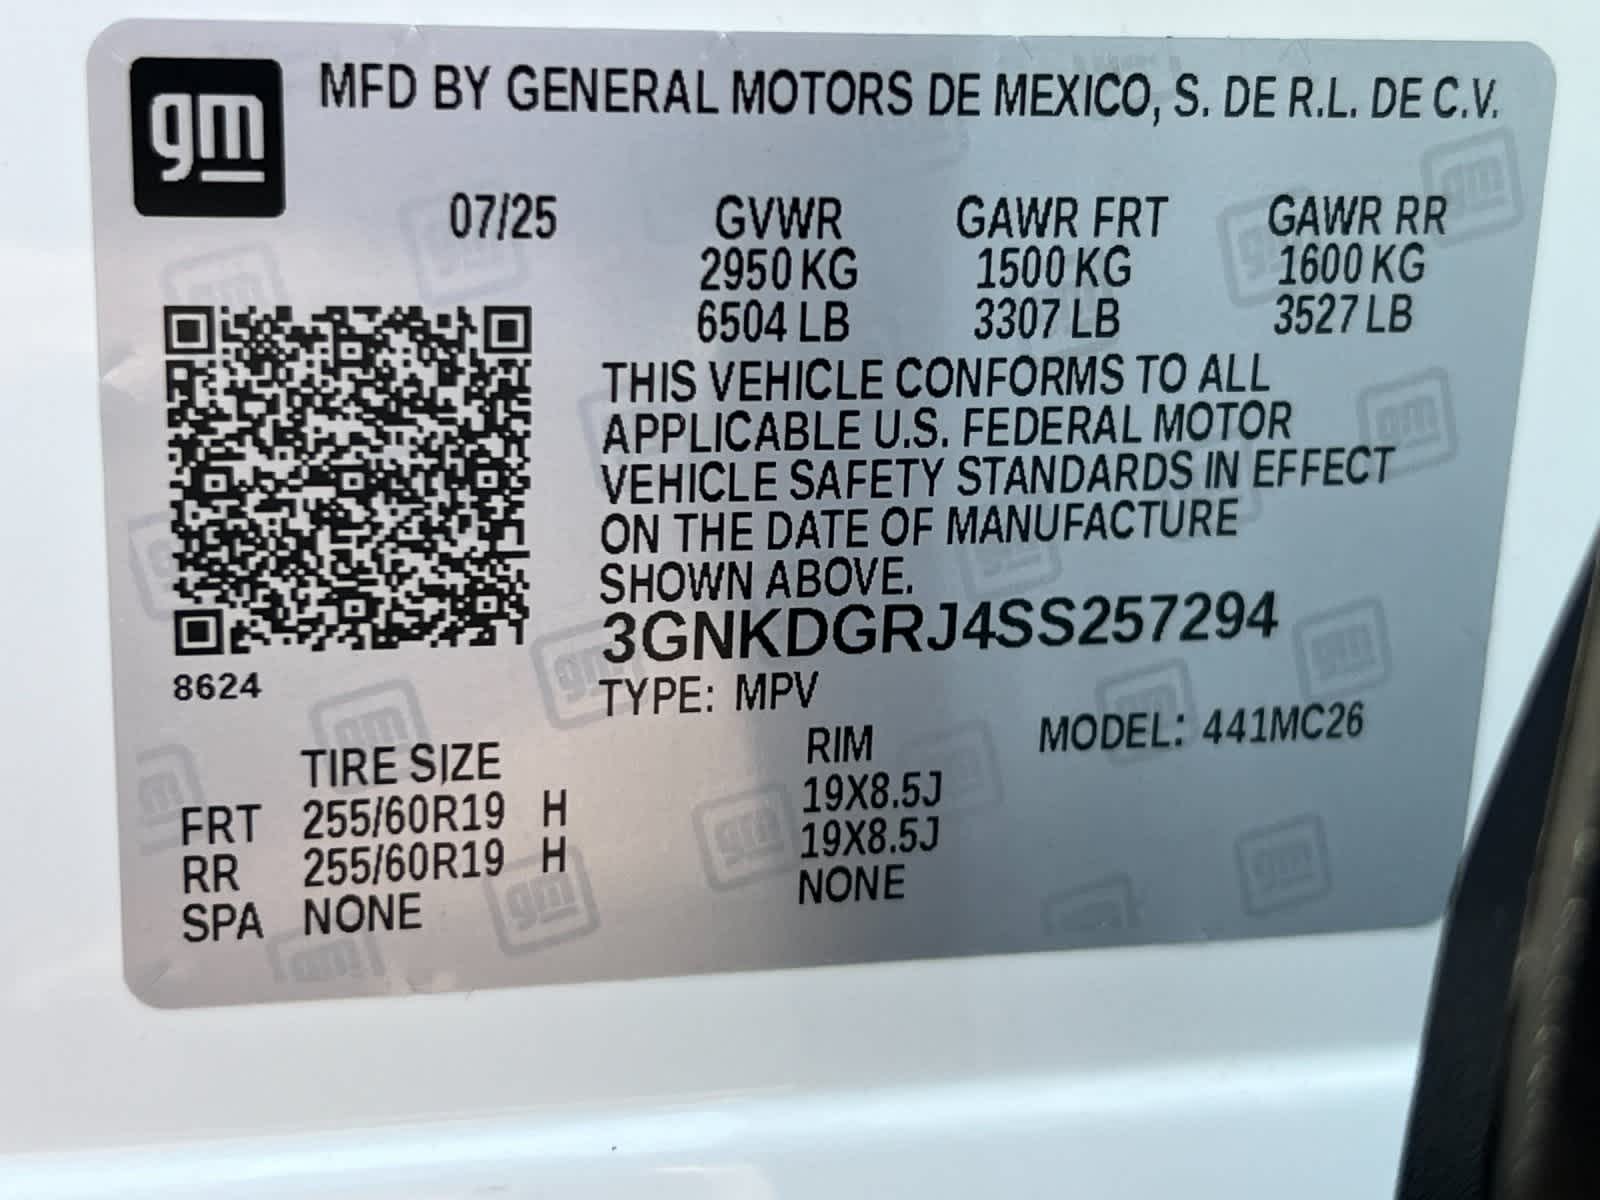 gm
MFD BY GENERAL MOTORS DE MEXICO, S. DE R.L. DE C.V.
07/25 GVWR GAWR FRT GAWR RR
2950 KG 1500 KG 1600 KG
6504 LB 3307 LB 3527 LB
THIS VEHICLE CONFORMS TO ALL
APPLICABLE U.S. FEDERAL MOTOR
VEHICLE SAFETY STANDARDS IN EFFECT
ON THE DATE OF MANUFACTURE
SHOWN ABOVE.
3GNKDGRJ4SS257294
8624
TYPE: MPV
MODEL: 441MC26
TIRE SIZE RIM
FRT 255/60R19 H 19X8.5J
RR 255/60R19 H 19X8.5J
SPA NONE NONE